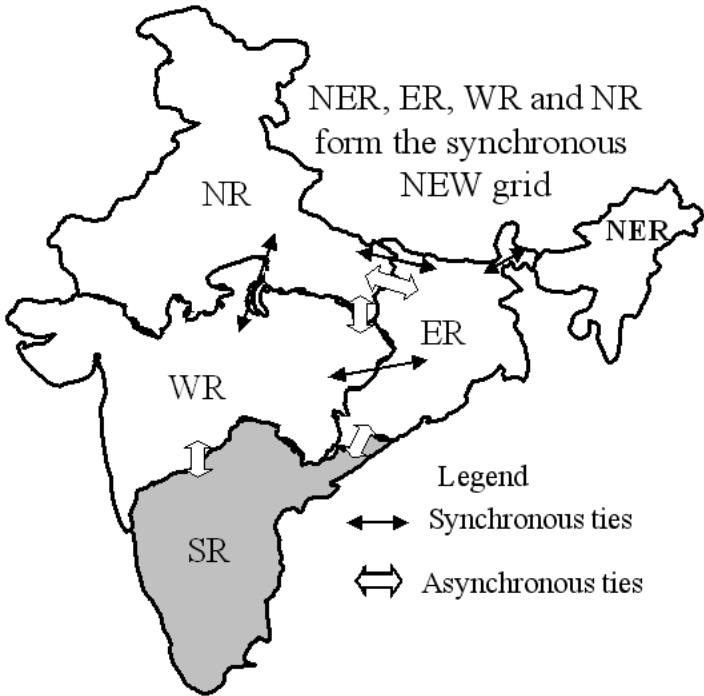 NER, ER, WR and NR
form the synchronous
NEW grid
NR
NER
ER
WR
SR
Legend
Synchronous ties
Asynchronous ties